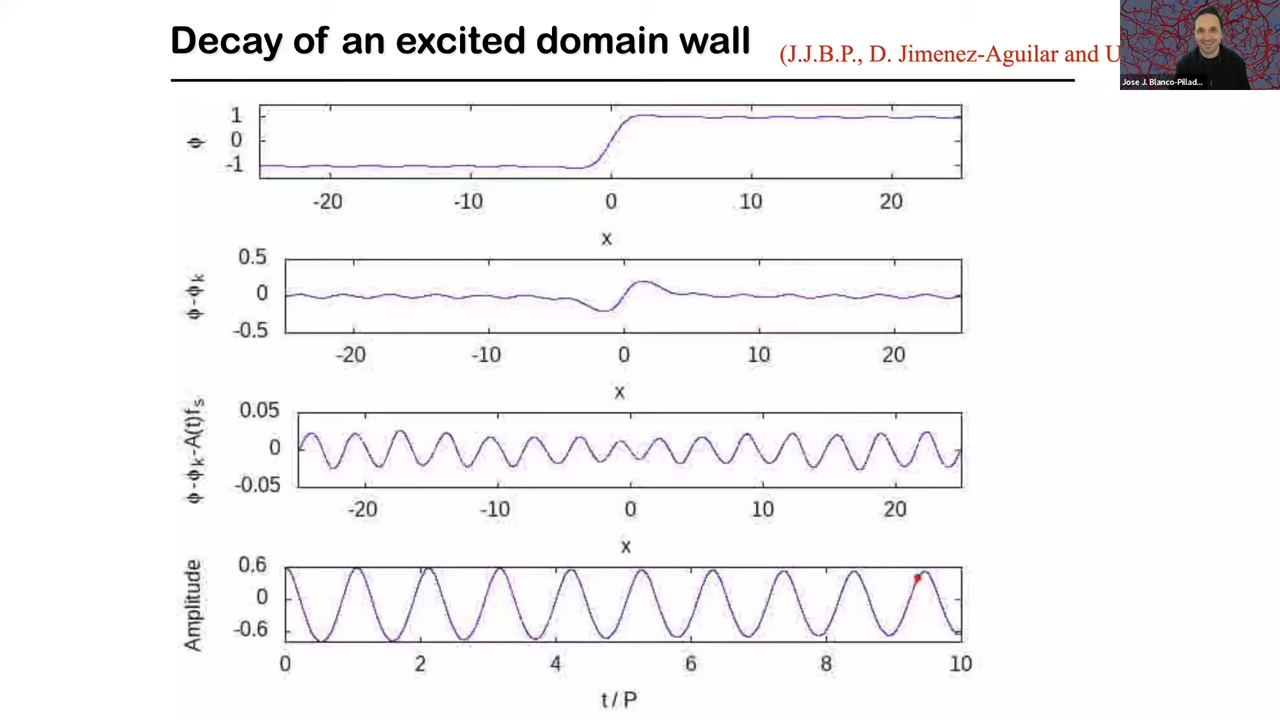 Decay of an excited domain wall
(J.J.B.P., D. Jimenez-Aguilar and U
Jose J. Blanco-Pillad...
ϕ
1
0
-1
-20 -10 0 10 20
x
ϕ-ϕk
0.5
0
-0.5
-20 -10 0 10 20
x
ϕ-ϕk-A(t)fs
0.05
0
-0.05
-20 -10 0 10 20
x
Amplitude
0.6
0
-0.6
0 2 4 6 8 10
t / P